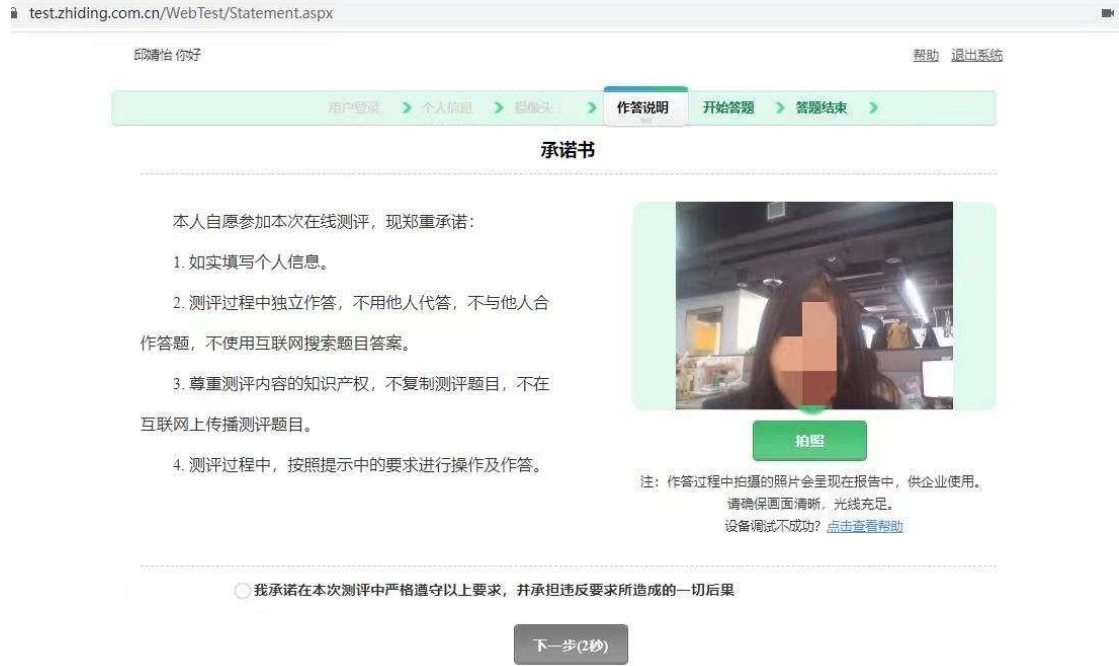 test.zhiding.com.cn/WebTest/Statement.aspx
邱婧怡 你好
帮助 退出系统
用户登录 个人信息 摄像头 作答说明 开始答题 答题结束
承诺书
本人自愿参加本次在线测评，现郑重承诺：
1. 如实填写个人信息。
2. 测评过程中独立作答，不用他人代答，不与他人合
作答题，不使用互联网搜索题目答案。
3. 尊重测评内容的知识产权，不复制测评题目，不在
互联网上传播测评题目。
4. 测评过程中，按照提示中的要求进行操作及作答。
拍照
注：作答过程中拍摄的照片会呈现在报告中，供企业使用。
请确保画面清晰，光线充足。
设备调试不成功？点击查看帮助
我承诺在本次测评中严格遵守以上要求，并承担违反要求所造成的一切后果
下一步(2秒)